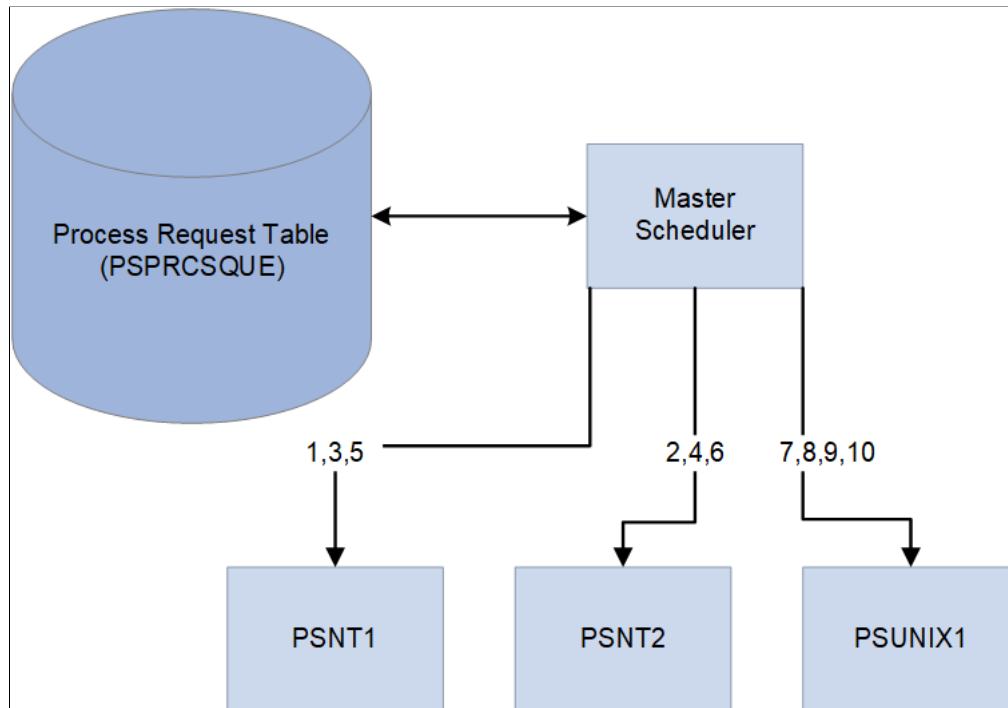 Process Request Table
(PSPRCSQUE)
Master
Scheduler
1,3,5
2,4,6
7,8,9,10
PSNT1
PSNT2
PSUNIX1